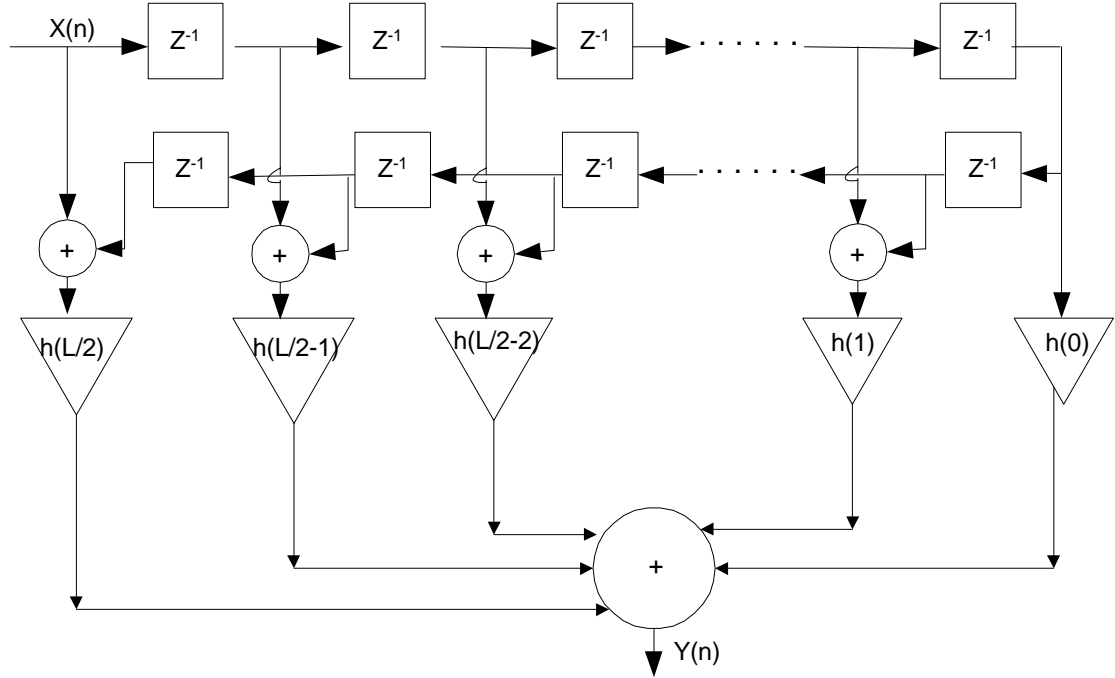 X(n)
Z⁻¹ Z⁻¹ Z⁻¹ . . . . . . Z⁻¹
Z⁻¹ Z⁻¹ Z⁻¹ . . . . . . Z⁻¹
+ + + +
h(L/2) h(L/2-1) h(L/2-2) h(1) h(0)
+
Y(n)